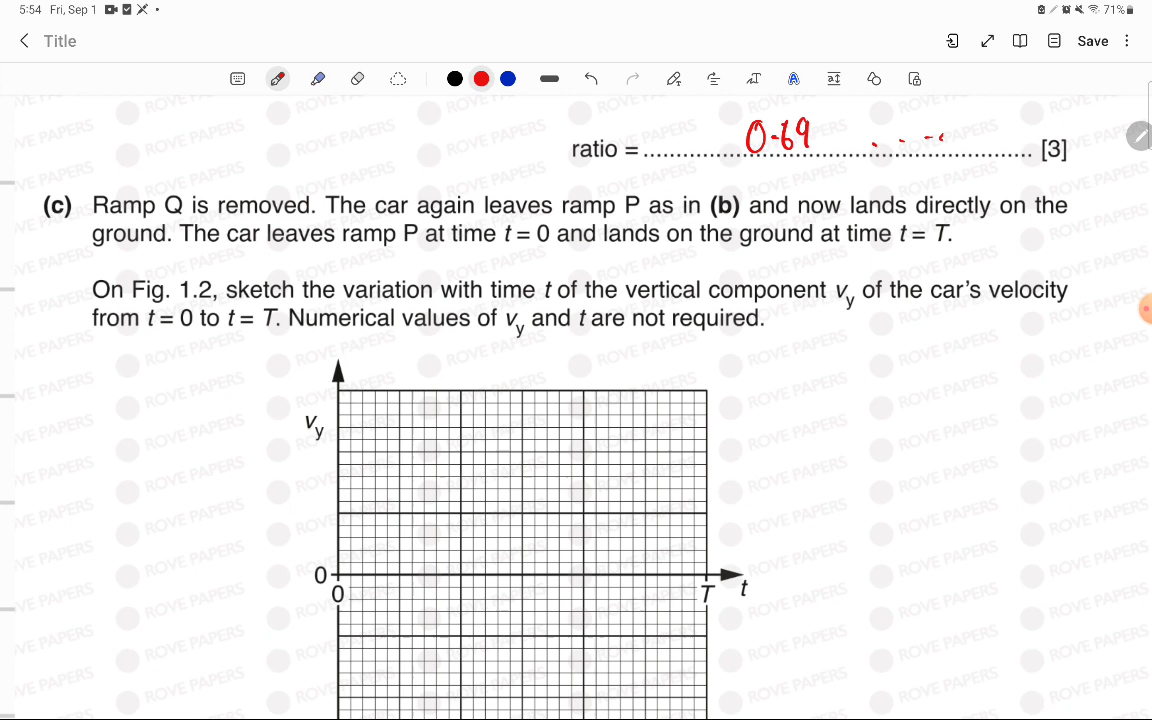 5:54 Fri, Sep 1 71%
Title Save
0.69
ratio = [3]
(c) Ramp Q is removed. The car again leaves ramp P as in (b) and now lands directly on the
ground. The car leaves ramp P at time t = 0 and lands on the ground at time t = T.
On Fig. 1.2, sketch the variation with time t of the vertical component vy of the car's velocity
from t = 0 to t = T. Numerical values of vy and t are not required.
vy
0
0 T t
ROVE PAPERS